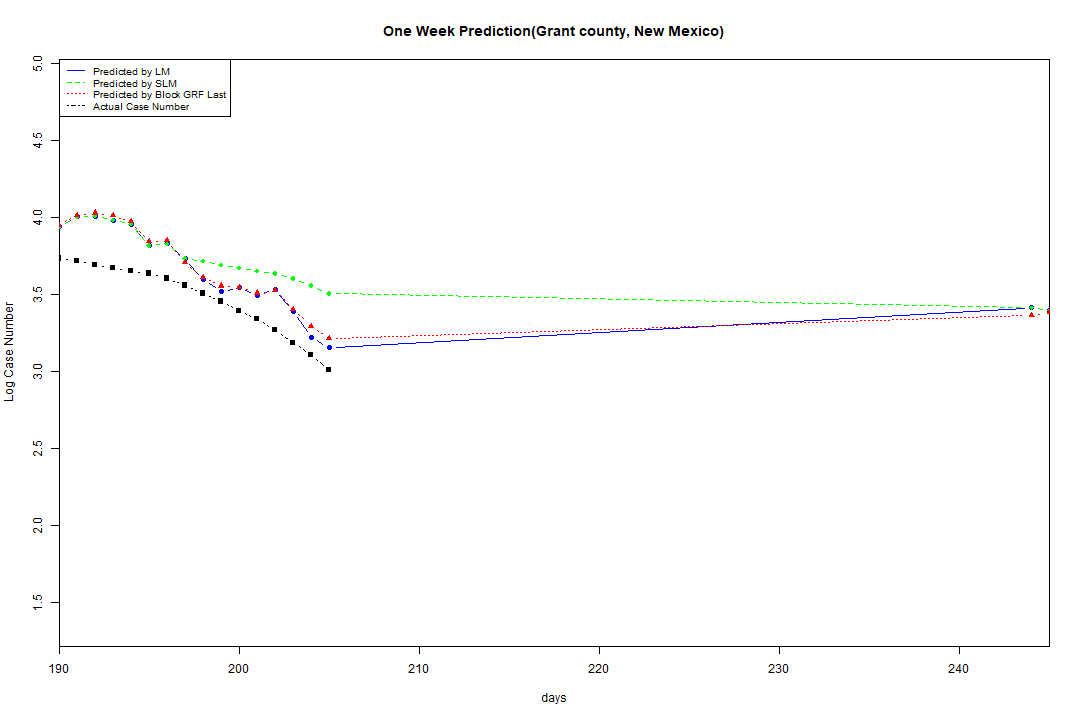 One Week Prediction(Grant county, New Mexico)
Predicted by LM
Predicted by SLM
Predicted by Block GRF Last
Actual Case Number
5.0
4.5
4.0
3.5
3.0
2.5
2.0
1.5
Log Case Number
190 200 210 220 230 240
days